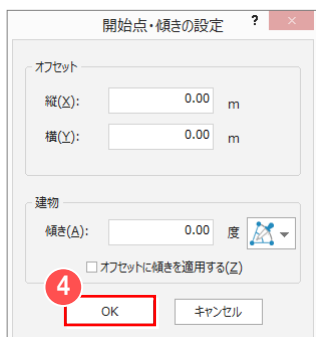 開始点・傾きの設定 ? ×
オフセット
縦(X): 0.00 m
横(Y): 0.00 m
建物
傾き(A): 0.00 度
オフセットに傾きを適用する(Z)
4
OK キャンセル